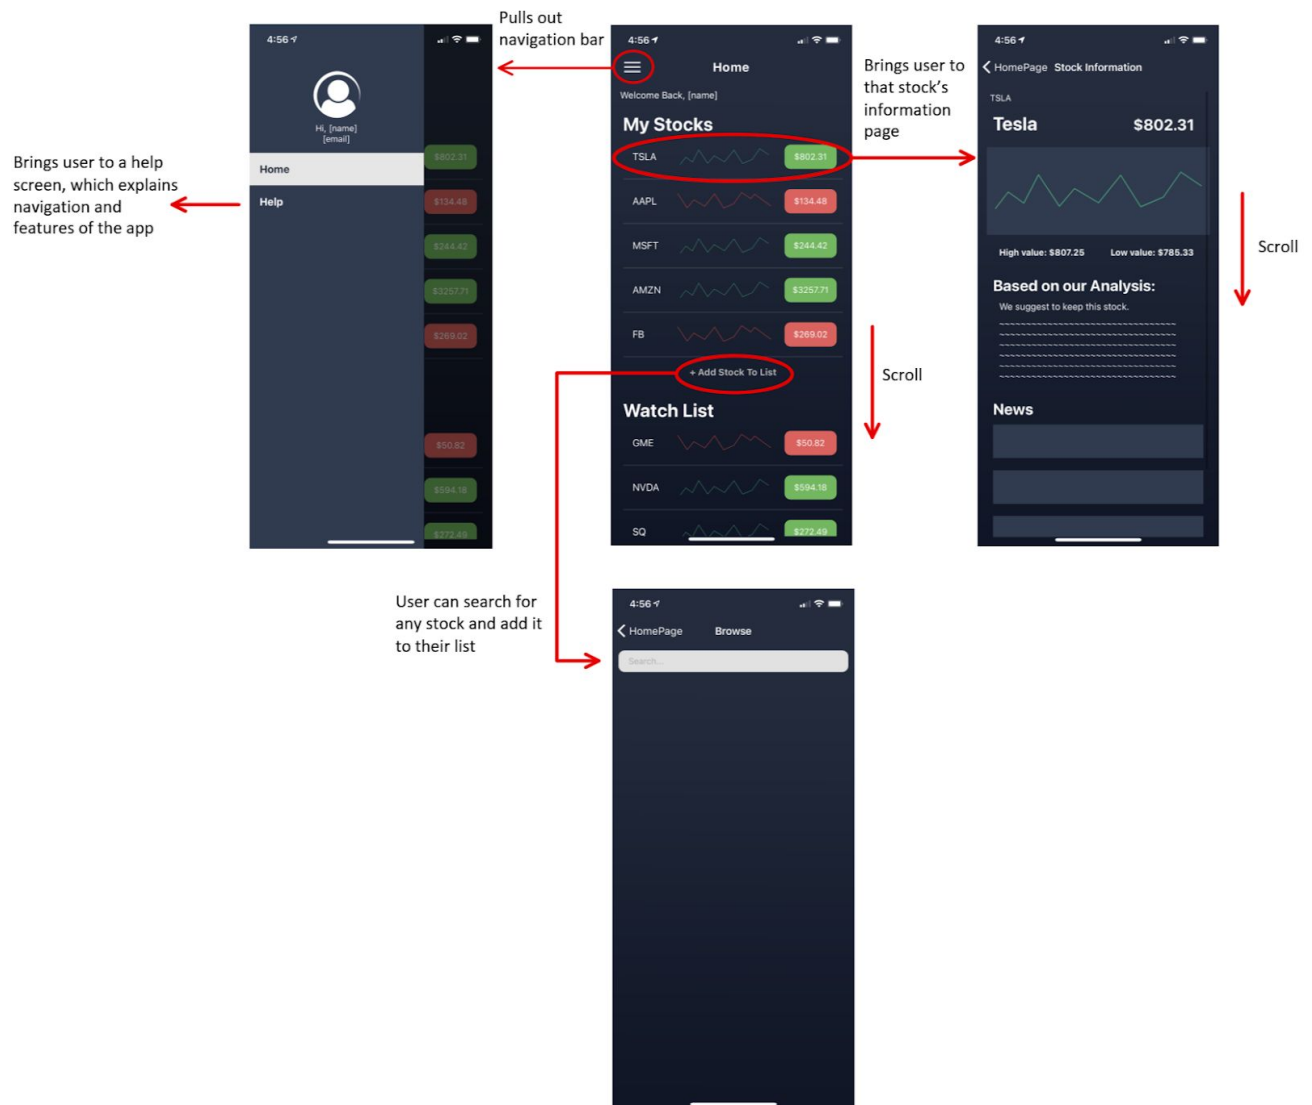 Pulls out
navigation bar
4:56
Hi, [name]
[email]
Home
Help
$802.31
$134.48
$244.42
$3257.71
$269.02
$50.82
$594.18
$272.49
Brings user to a help
screen, which explains
navigation and
features of the app
4:56
Home
Welcome Back, [name]
My Stocks
TSLA $802.31
AAPL $134.48
MSFT $244.42
AMZN $3257.71
FB $269.02
+ Add Stock To List
Watch List
GME $50.82
NVDA $594.18
SQ $272.49
Scroll
Brings user to
that stock's
information
page
4:56
HomePage Stock Information
TSLA
Tesla $802.31
High value: $807.25 Low value: $785.33
Based on our Analysis:
We suggest to keep this stock.
News
Scroll
User can search for
any stock and add it
to their list
4:56
HomePage Browse
Search...